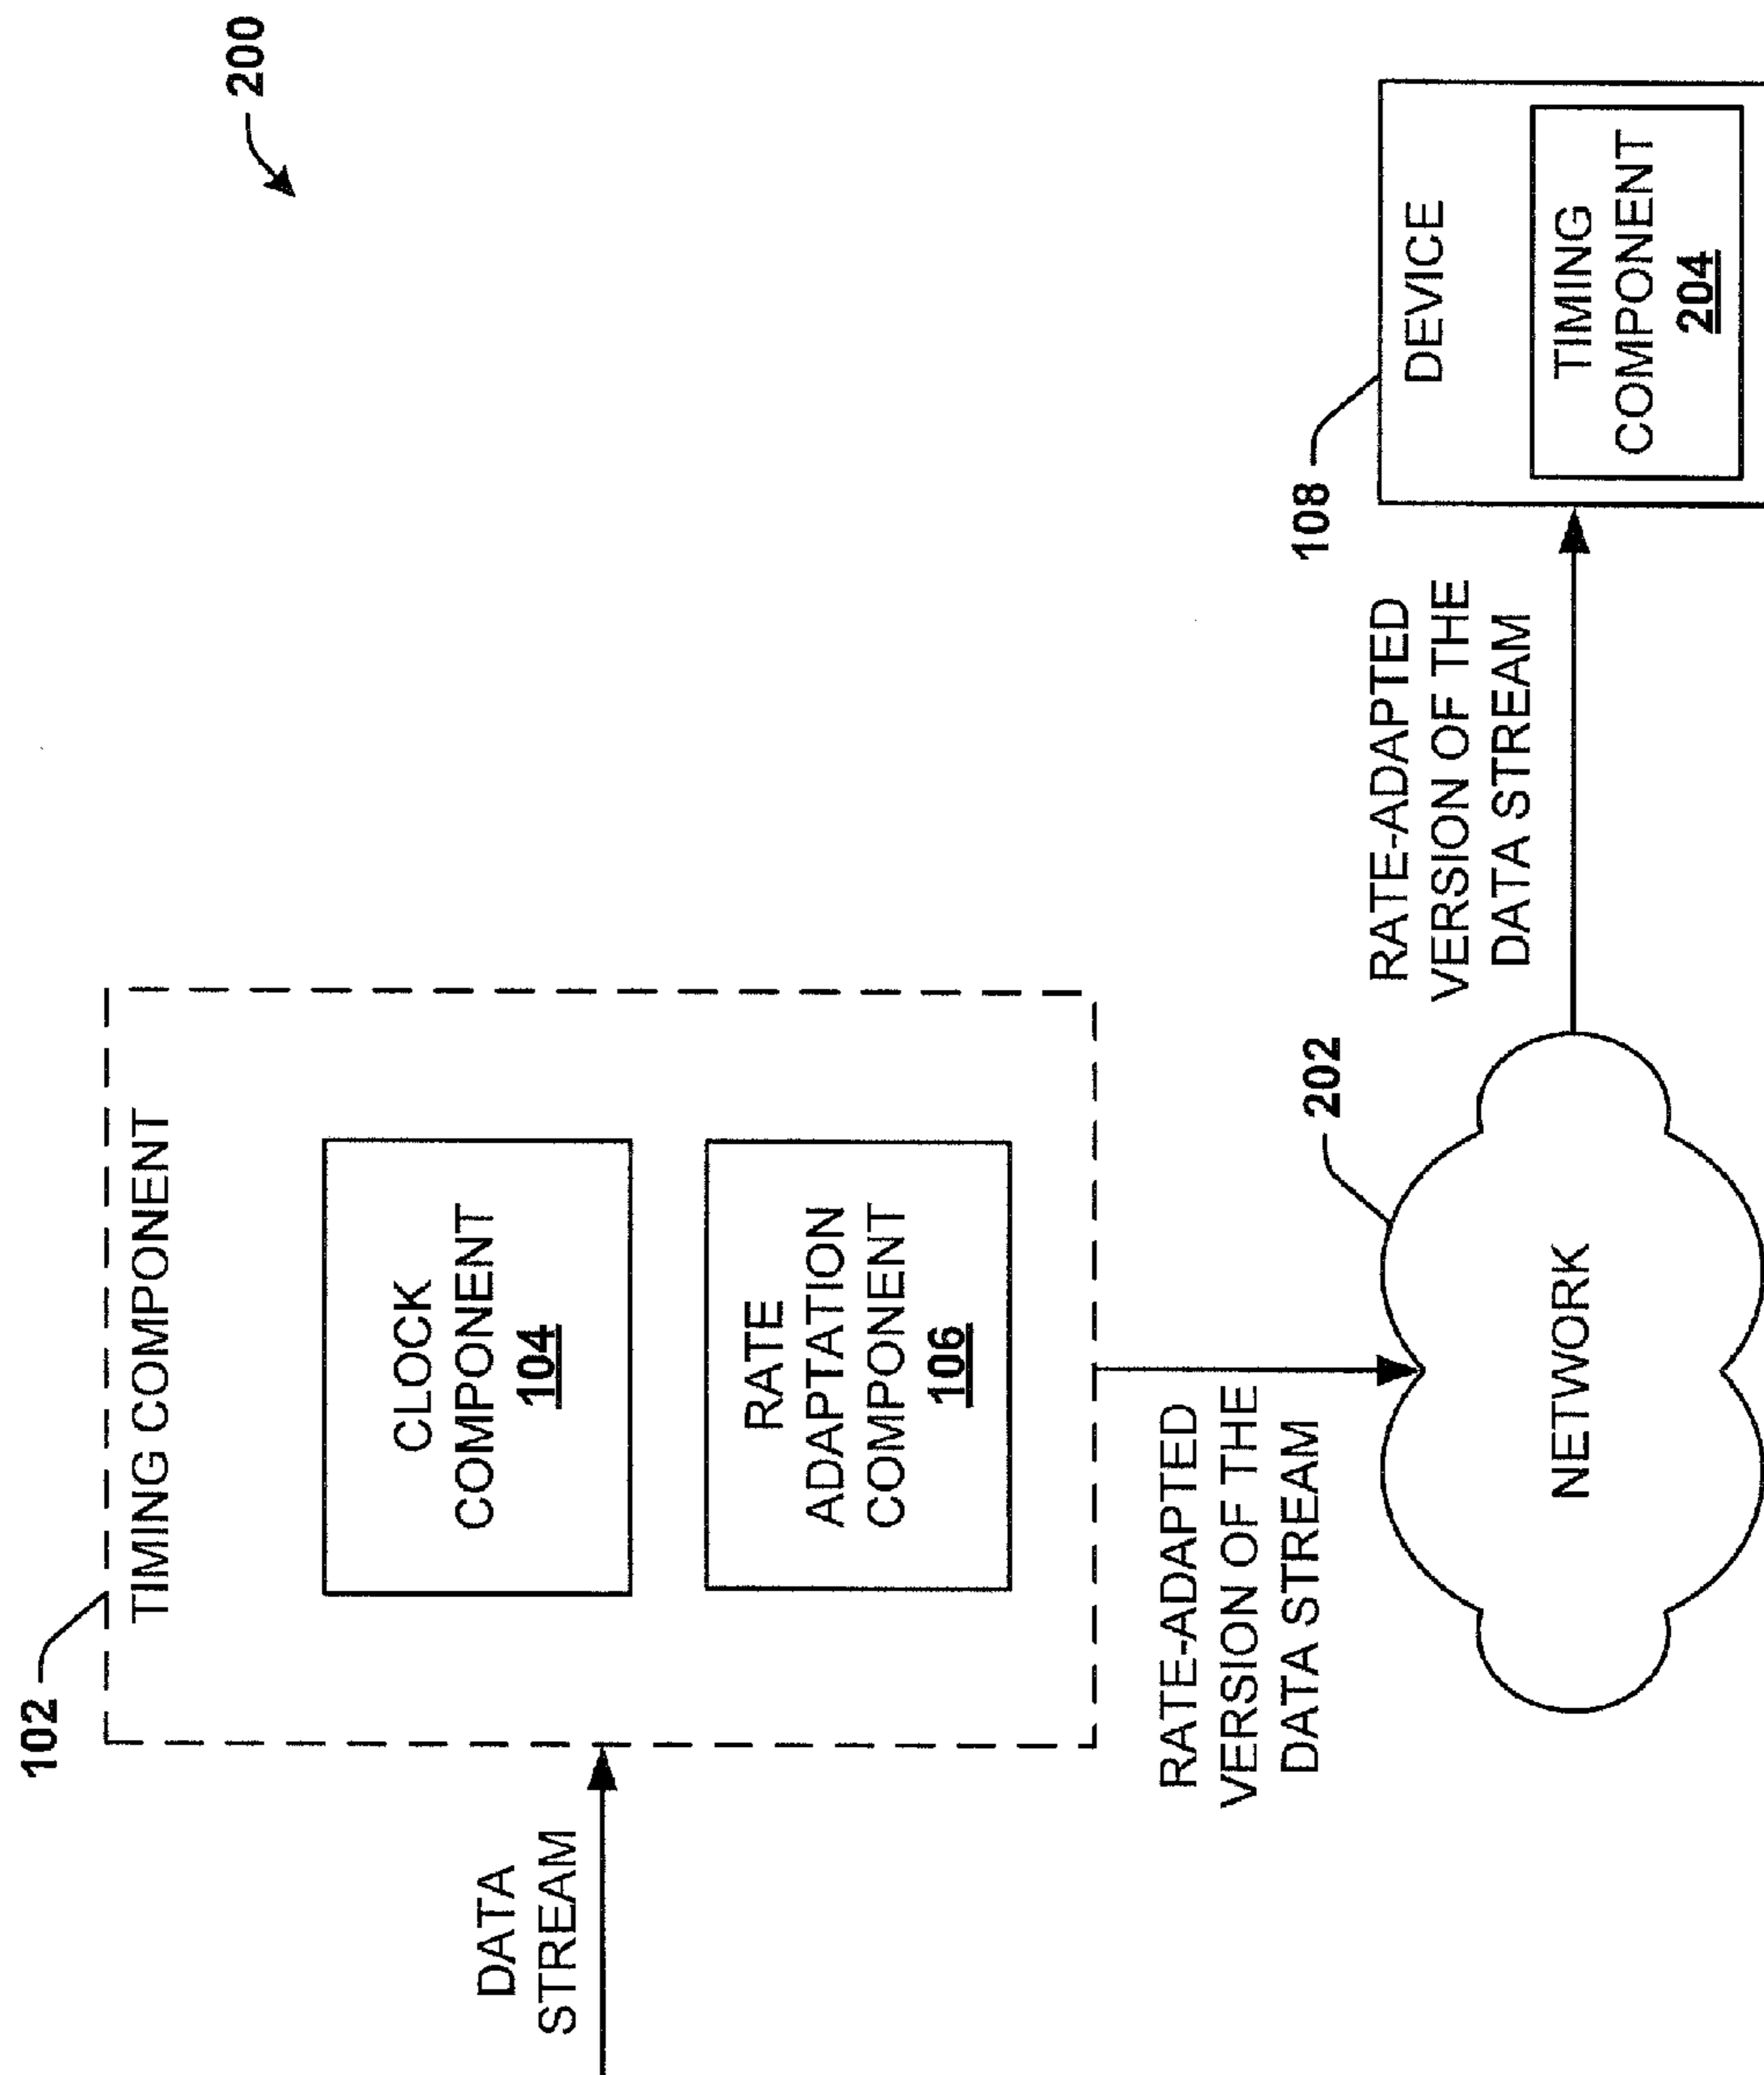 200
102
TIMING COMPONENT
DATA
STREAM
CLOCK
COMPONENT
104
RATE
ADAPTATION
COMPONENT
106
RATE-ADAPTED
VERSION OF THE
DATA STREAM
202
NETWORK
RATE-ADAPTED
VERSION OF THE
DATA STREAM
108
DEVICE
TIMING
COMPONENT
204